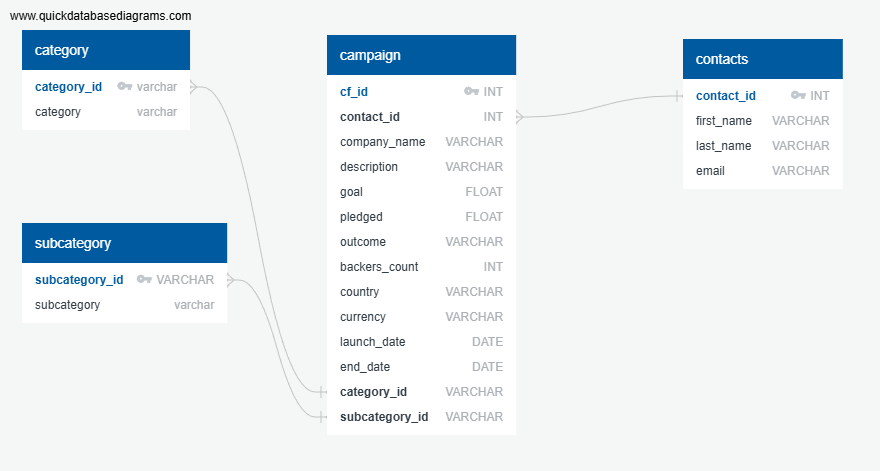 www.quickdatabasediagrams.com
category
category_id varchar
category varchar
subcategory
subcategory_id VARCHAR
subcategory varchar
campaign
cf_id INT
contact_id INT
company_name VARCHAR
description VARCHAR
goal FLOAT
pledged FLOAT
outcome VARCHAR
backers_count INT
country VARCHAR
currency VARCHAR
launch_date DATE
end_date DATE
category_id VARCHAR
subcategory_id VARCHAR
contacts
contact_id INT
first_name VARCHAR
last_name VARCHAR
email VARCHAR